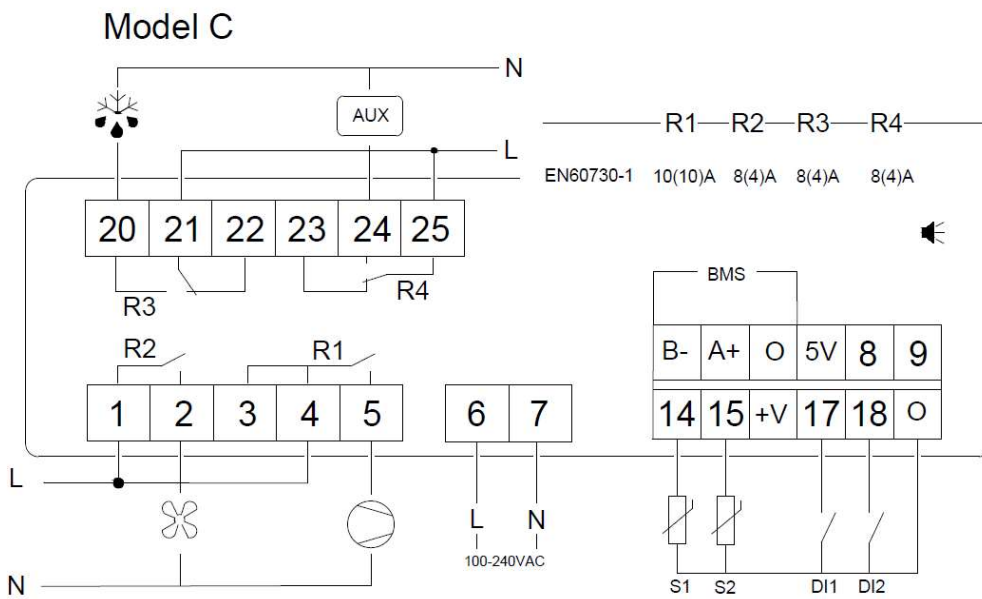 Model C
N
AUX
L
R1 R2 R3 R4
EN60730-1 10(10)A 8(4)A 8(4)A 8(4)A
20 21 22 23 24 25
R3 R4
BMS
R2 R1
B- A+ O 5V 8 9
1 2 3 4 5 6 7
14 15 +V 17 18 O
L
L N
100-240VAC
N
S1 S2 DI1 DI2